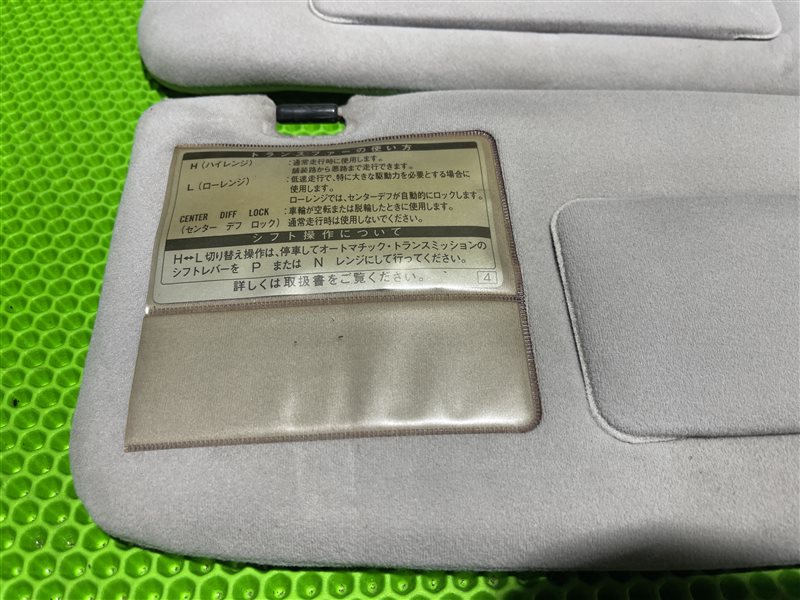 トランスファーの使い方
H（ハイレンジ）：通常走行時に使用します。
舗装路から悪路まで走行できます。
L（ローレンジ）：低速走行で、特に大きな駆動力を必要とする場合に
使用します。
ローレンジでは、センターデフが自動的にロックします。
CENTER DIFF LOCK：車輪が空転または脱輪したときに使用します。
（センター デフ ロック）通常走行時は使用しないでください。
シフト操作について
H↔L切り替え操作は、停車してオートマチック・トランスミッションの
シフトレバーを P または N レンジにして行ってください。
詳しくは取扱書をご覧ください。 4